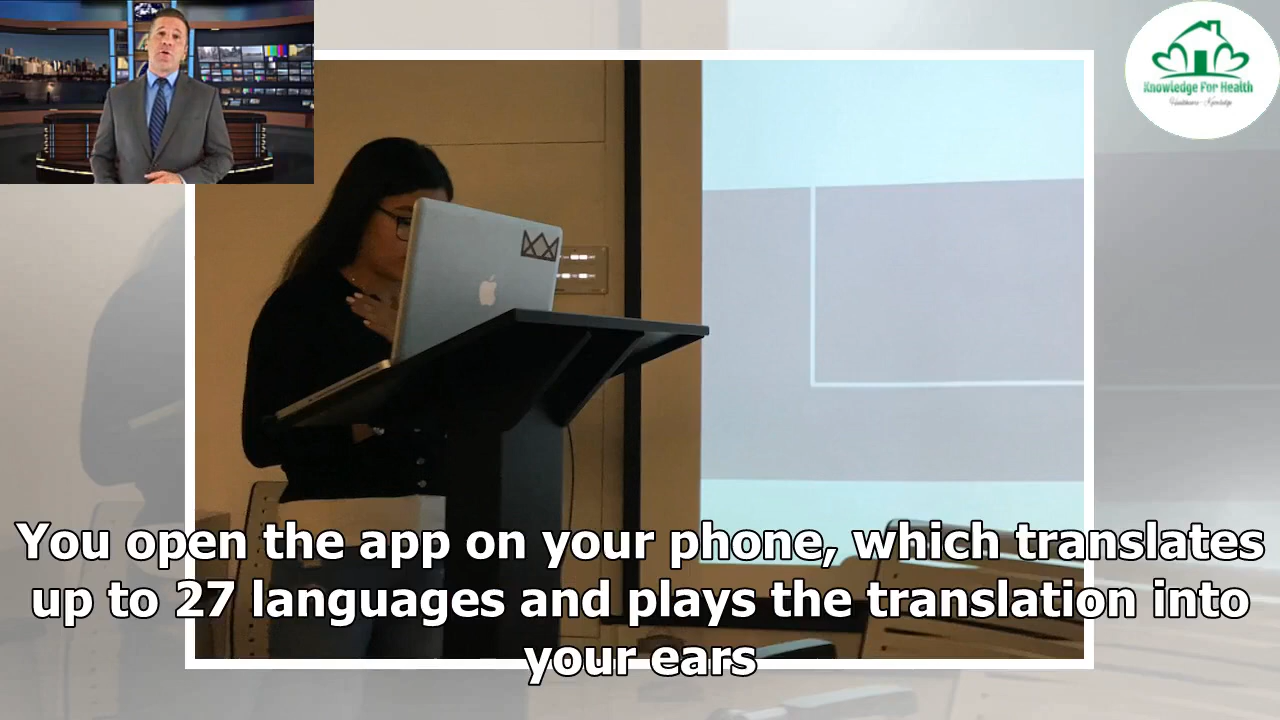 Knowledge For Health
You open the app on your phone, which translates
up to 27 languages and plays the translation into
your ears